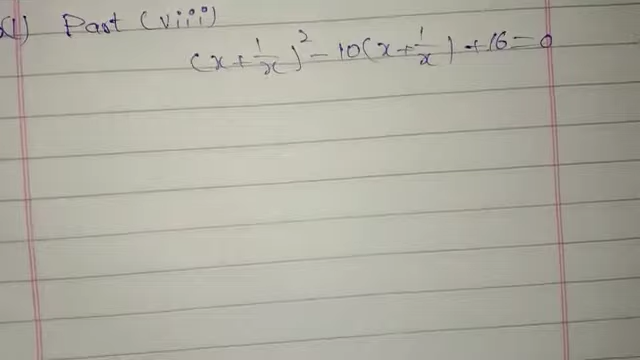 Q1) Part (viii)
(x+1/x)² - 10(x+1/x) + 16 = 0